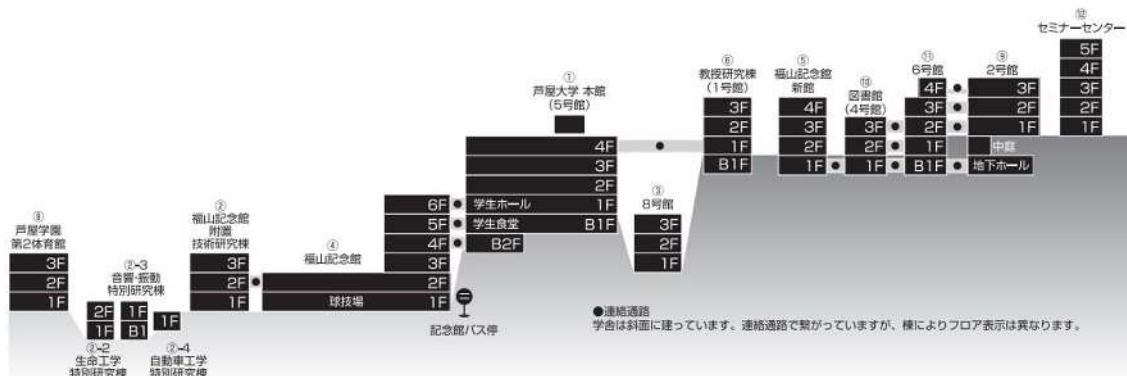 ⑧
芦屋学園
第2体育館
3F
2F
1F
②-3
音響・振動
特別研究棟
2F
1F
1F
B1
1F
②-2
生命工学
特別研究棟
②-4
自動車工学
特別研究棟
②
福山記念館
附置
技術研究棟
3F
2F
1F
④
福山記念館
6F
5F
4F
3F
2F
球技場 1F
記念館バス停
①
芦屋大学 本館
(5号館)
4F
3F
2F
学生ホール 1F
学生食堂 B1F
B2F
③
8号館
3F
2F
1F
⑥
教授研究棟
(1号館)
3F
2F
1F
B1F
⑤
福山記念館
新館
4F
3F
2F
1F
⑩
図書館
(4号館)
3F
2F
1F
⑪
6号館
4F
3F
2F
1F
B1F
⑨
2号館
3F
2F
1F
中庭
地下ホール
⑫
セミナーセンター
5F
4F
3F
2F
1F
●連絡通路
学舎は斜面に建っています。連絡通路で繋がっていますが、棟によりフロア表示は異なります。